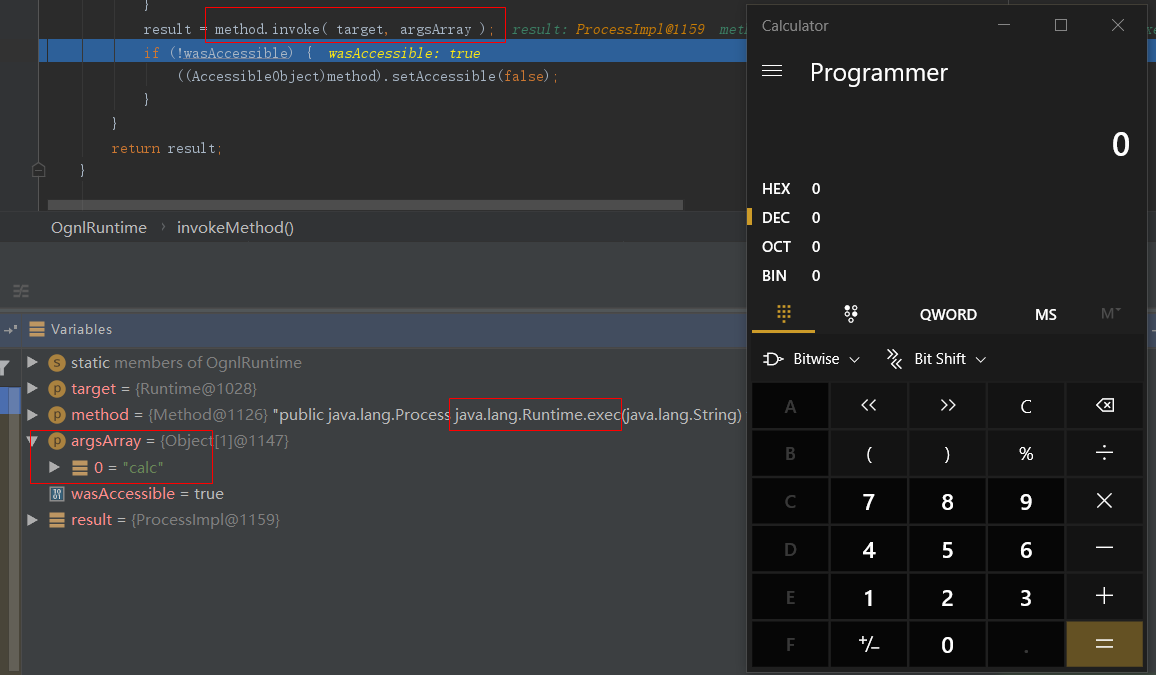 }
result = method.invoke( target, argsArray ); result: ProcessImpl@1159
if (!wasAccessible) { wasAccessible: true
((AccessibleObject)method).setAccessible(false);
}
}
return result;
}
OgnlRuntime › invokeMethod()
Variables
static members of OgnlRuntime
target = {Runtime@1028}
method = {Method@1126} "public java.lang.Process java.lang.Runtime.exec(java.lang.String)
argsArray = {Object[1]@1147}
0 = "calc"
wasAccessible = true
result = {ProcessImpl@1159}
Calculator
Programmer
0
HEX 0
DEC 0
OCT 0
BIN 0
QWORD MS M
Bitwise Bit Shift
A << >> C
B ( ) % ÷
C 7 8 9 ×
D 4 5 6 −
E 1 2 3 +
F +/− 0 . =